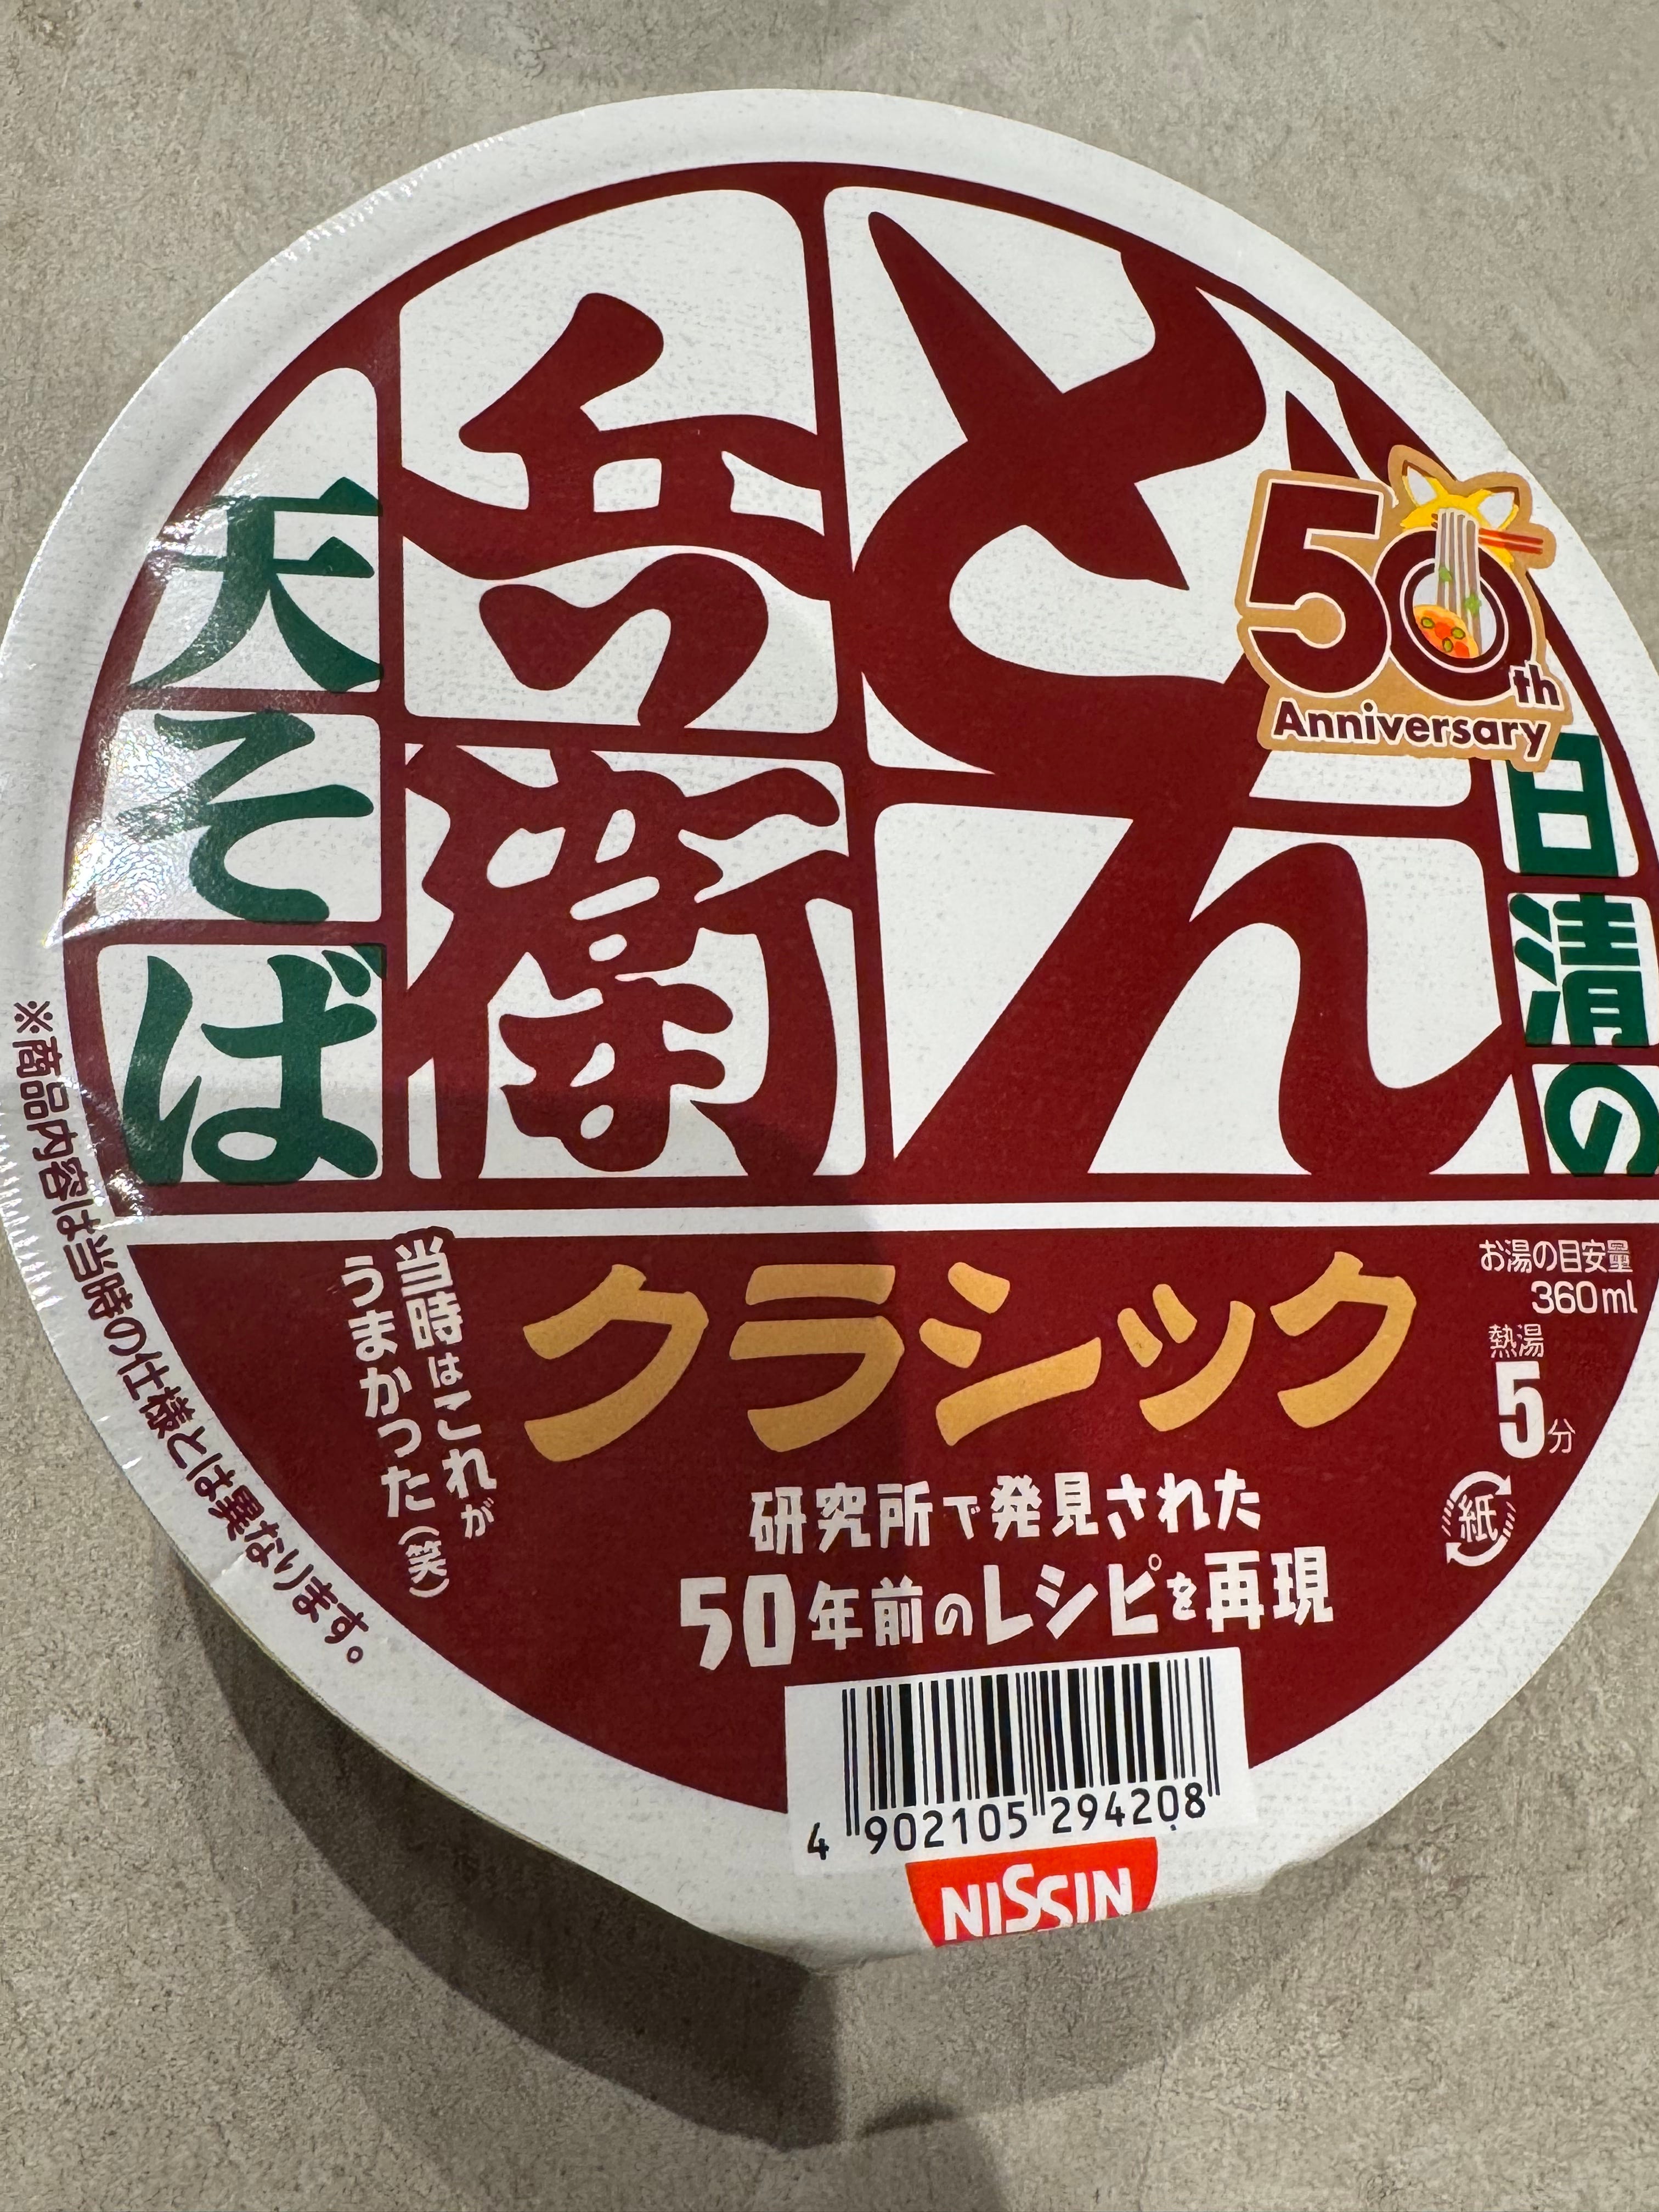 日清の
どん
兵衛
天そば
50th
Anniversary
クラシック
当時はこれが
うまかった(笑)
研究所で発見された
50年前のレシピを再現
お湯の目安量
360ml
熱湯
5分
紙
※商品内容は当時の仕様とは異なります。
4 902105 294208
NISSIN